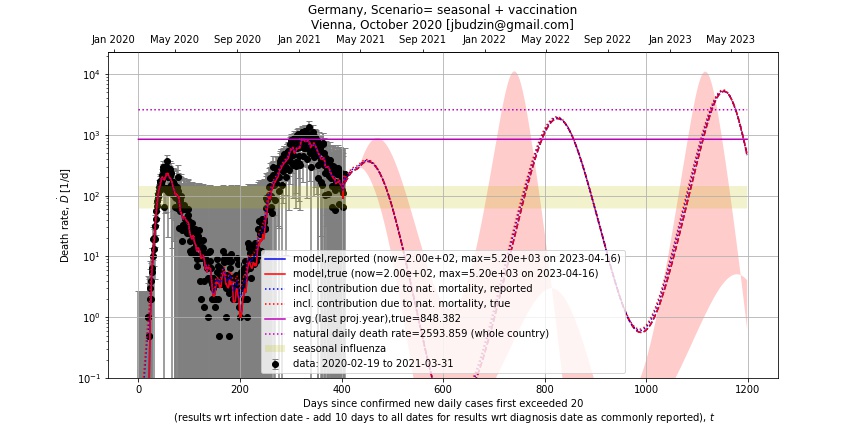 Germany, Scenario= seasonal + vaccination
Vienna, October 2020 [jbudzin@gmail.com]
Jan 2020 May 2020 Sep 2020 Jan 2021 May 2021 Sep 2021 Jan 2022 May 2022 Sep 2022 Jan 2023 May 2023
10⁴
10³
10²
10¹
10⁰
10⁻¹
Death rate, D [1/d]
model,reported (now=2.00e+02, max=5.20e+03 on 2023-04-16)
model,true (now=2.00e+02, max=5.20e+03 on 2023-04-16)
incl. contribution due to nat. mortality, reported
incl. contribution due to nat. mortality, true
avg.(last proj.year),true=848.382
natural daily death rate=2593.859 (whole country)
seasonal influenza
data: 2020-02-19 to 2021-03-31
0 200 400 600 800 1000 1200
Days since confirmed new daily cases first exceeded 20
(results wrt infection date - add 10 days to all dates for results wrt diagnosis date as commonly reported), t